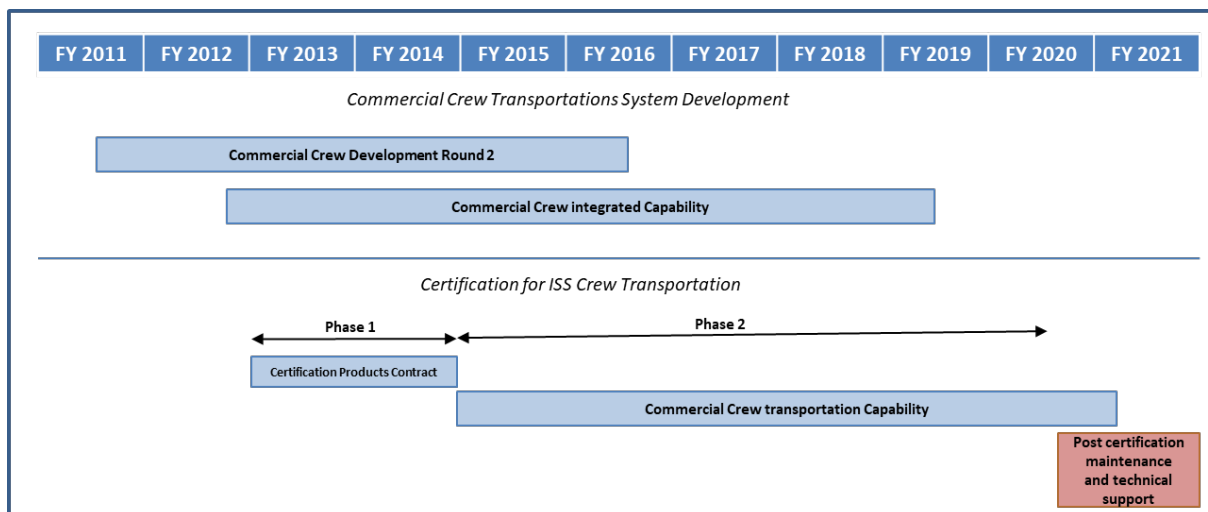 FY 2011 FY 2012 FY 2013 FY 2014 FY 2015 FY 2016 FY 2017 FY 2018 FY 2019 FY 2020 FY 2021
Commercial Crew Transportations System Development
Commercial Crew Development Round 2
Commercial Crew integrated Capability
Certification for ISS Crew Transportation
Phase 1 Phase 2
Certification Products Contract
Commercial Crew transportation Capability
Post certification
maintenance
and technical
support